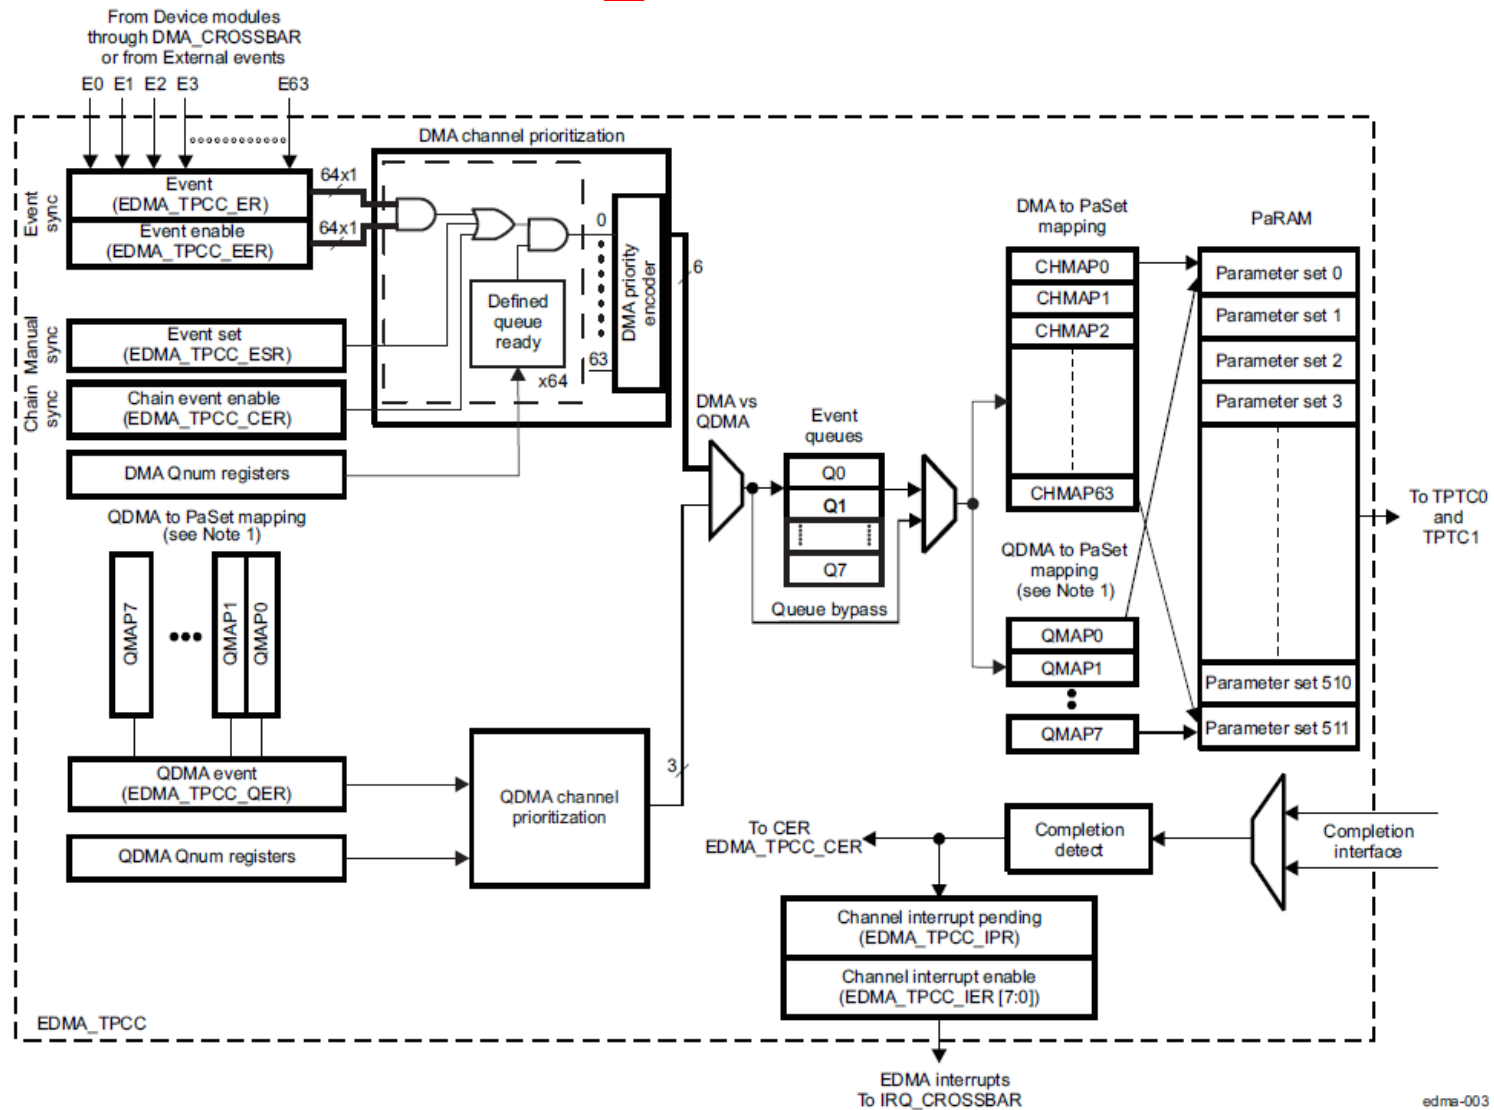 From Device modules
through DMA_CROSSBAR
or from External events
E0 E1 E2 E3 E63
DMA channel prioritization
Event
sync
Event
(EDMA_TPCC_ER)
Event enable
(EDMA_TPCC_EER)
64x1
64x1
0
63
Defined
queue
ready
x64
DMA priority
encoder
6
Manual
sync
Event set
(EDMA_TPCC_ESR)
Chain
sync
Chain event enable
(EDMA_TPCC_CER)
DMA Qnum registers
QDMA to PaSet mapping
(see Note 1)
QMAP7
QMAP1
QMAP0
QDMA event
(EDMA_TPCC_QER)
QDMA Qnum registers
QDMA channel
prioritization
3
DMA vs
QDMA
Event
queues
Q0
Q1
Q7
Queue bypass
DMA to PaSet
mapping
CHMAP0
CHMAP1
CHMAP2
CHMAP63
QDMA to PaSet
mapping
(see Note 1)
QMAP0
QMAP1
QMAP7
PaRAM
Parameter set 0
Parameter set 1
Parameter set 2
Parameter set 3
Parameter set 510
Parameter set 511
To TPTC0
and
TPTC1
Completion
interface
Completion
detect
To CER
EDMA_TPCC_CER
Channel interrupt pending
(EDMA_TPCC_IPR)
Channel interrupt enable
(EDMA_TPCC_IER [7:0])
EDMA_TPCC
EDMA interrupts
To IRQ_CROSSBAR
edma-003